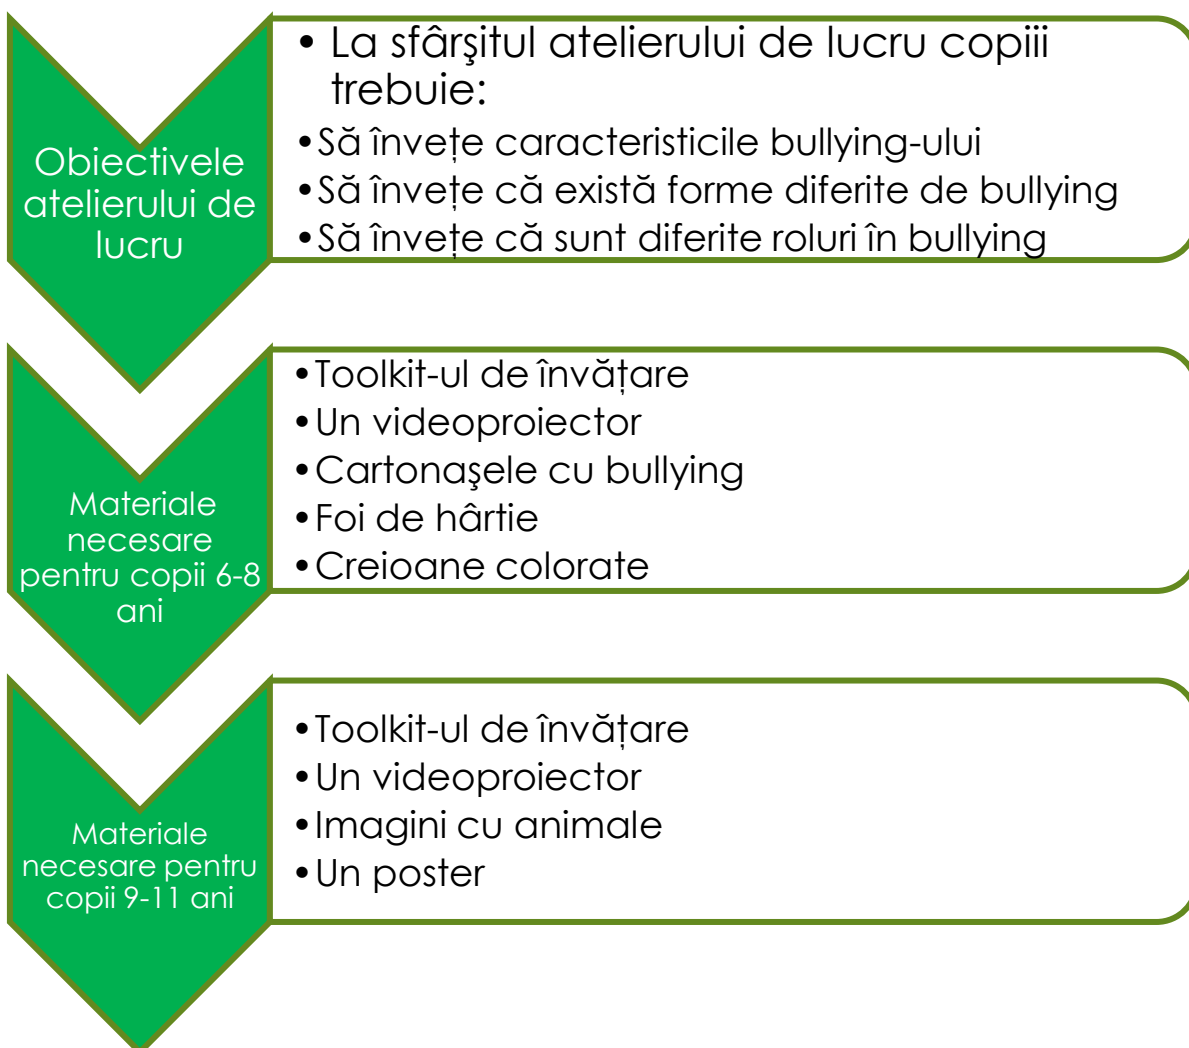 Obiectivele
atelierului de
lucru
• La sfârşitul atelierului de lucru copiii
trebuie:
•Să învețe caracteristicile bullying-ului
•Să învețe că există forme diferite de bullying
•Să învețe că sunt diferite roluri în bullying
Materiale
necesare
pentru copii 6-8
ani
•Toolkit-ul de învățare
•Un videoproiector
•Cartonaşele cu bullying
•Foi de hârtie
•Creioane colorate
Materiale
necesare pentru
copii 9-11 ani
•Toolkit-ul de învățare
•Un videoproiector
•Imagini cu animale
•Un poster